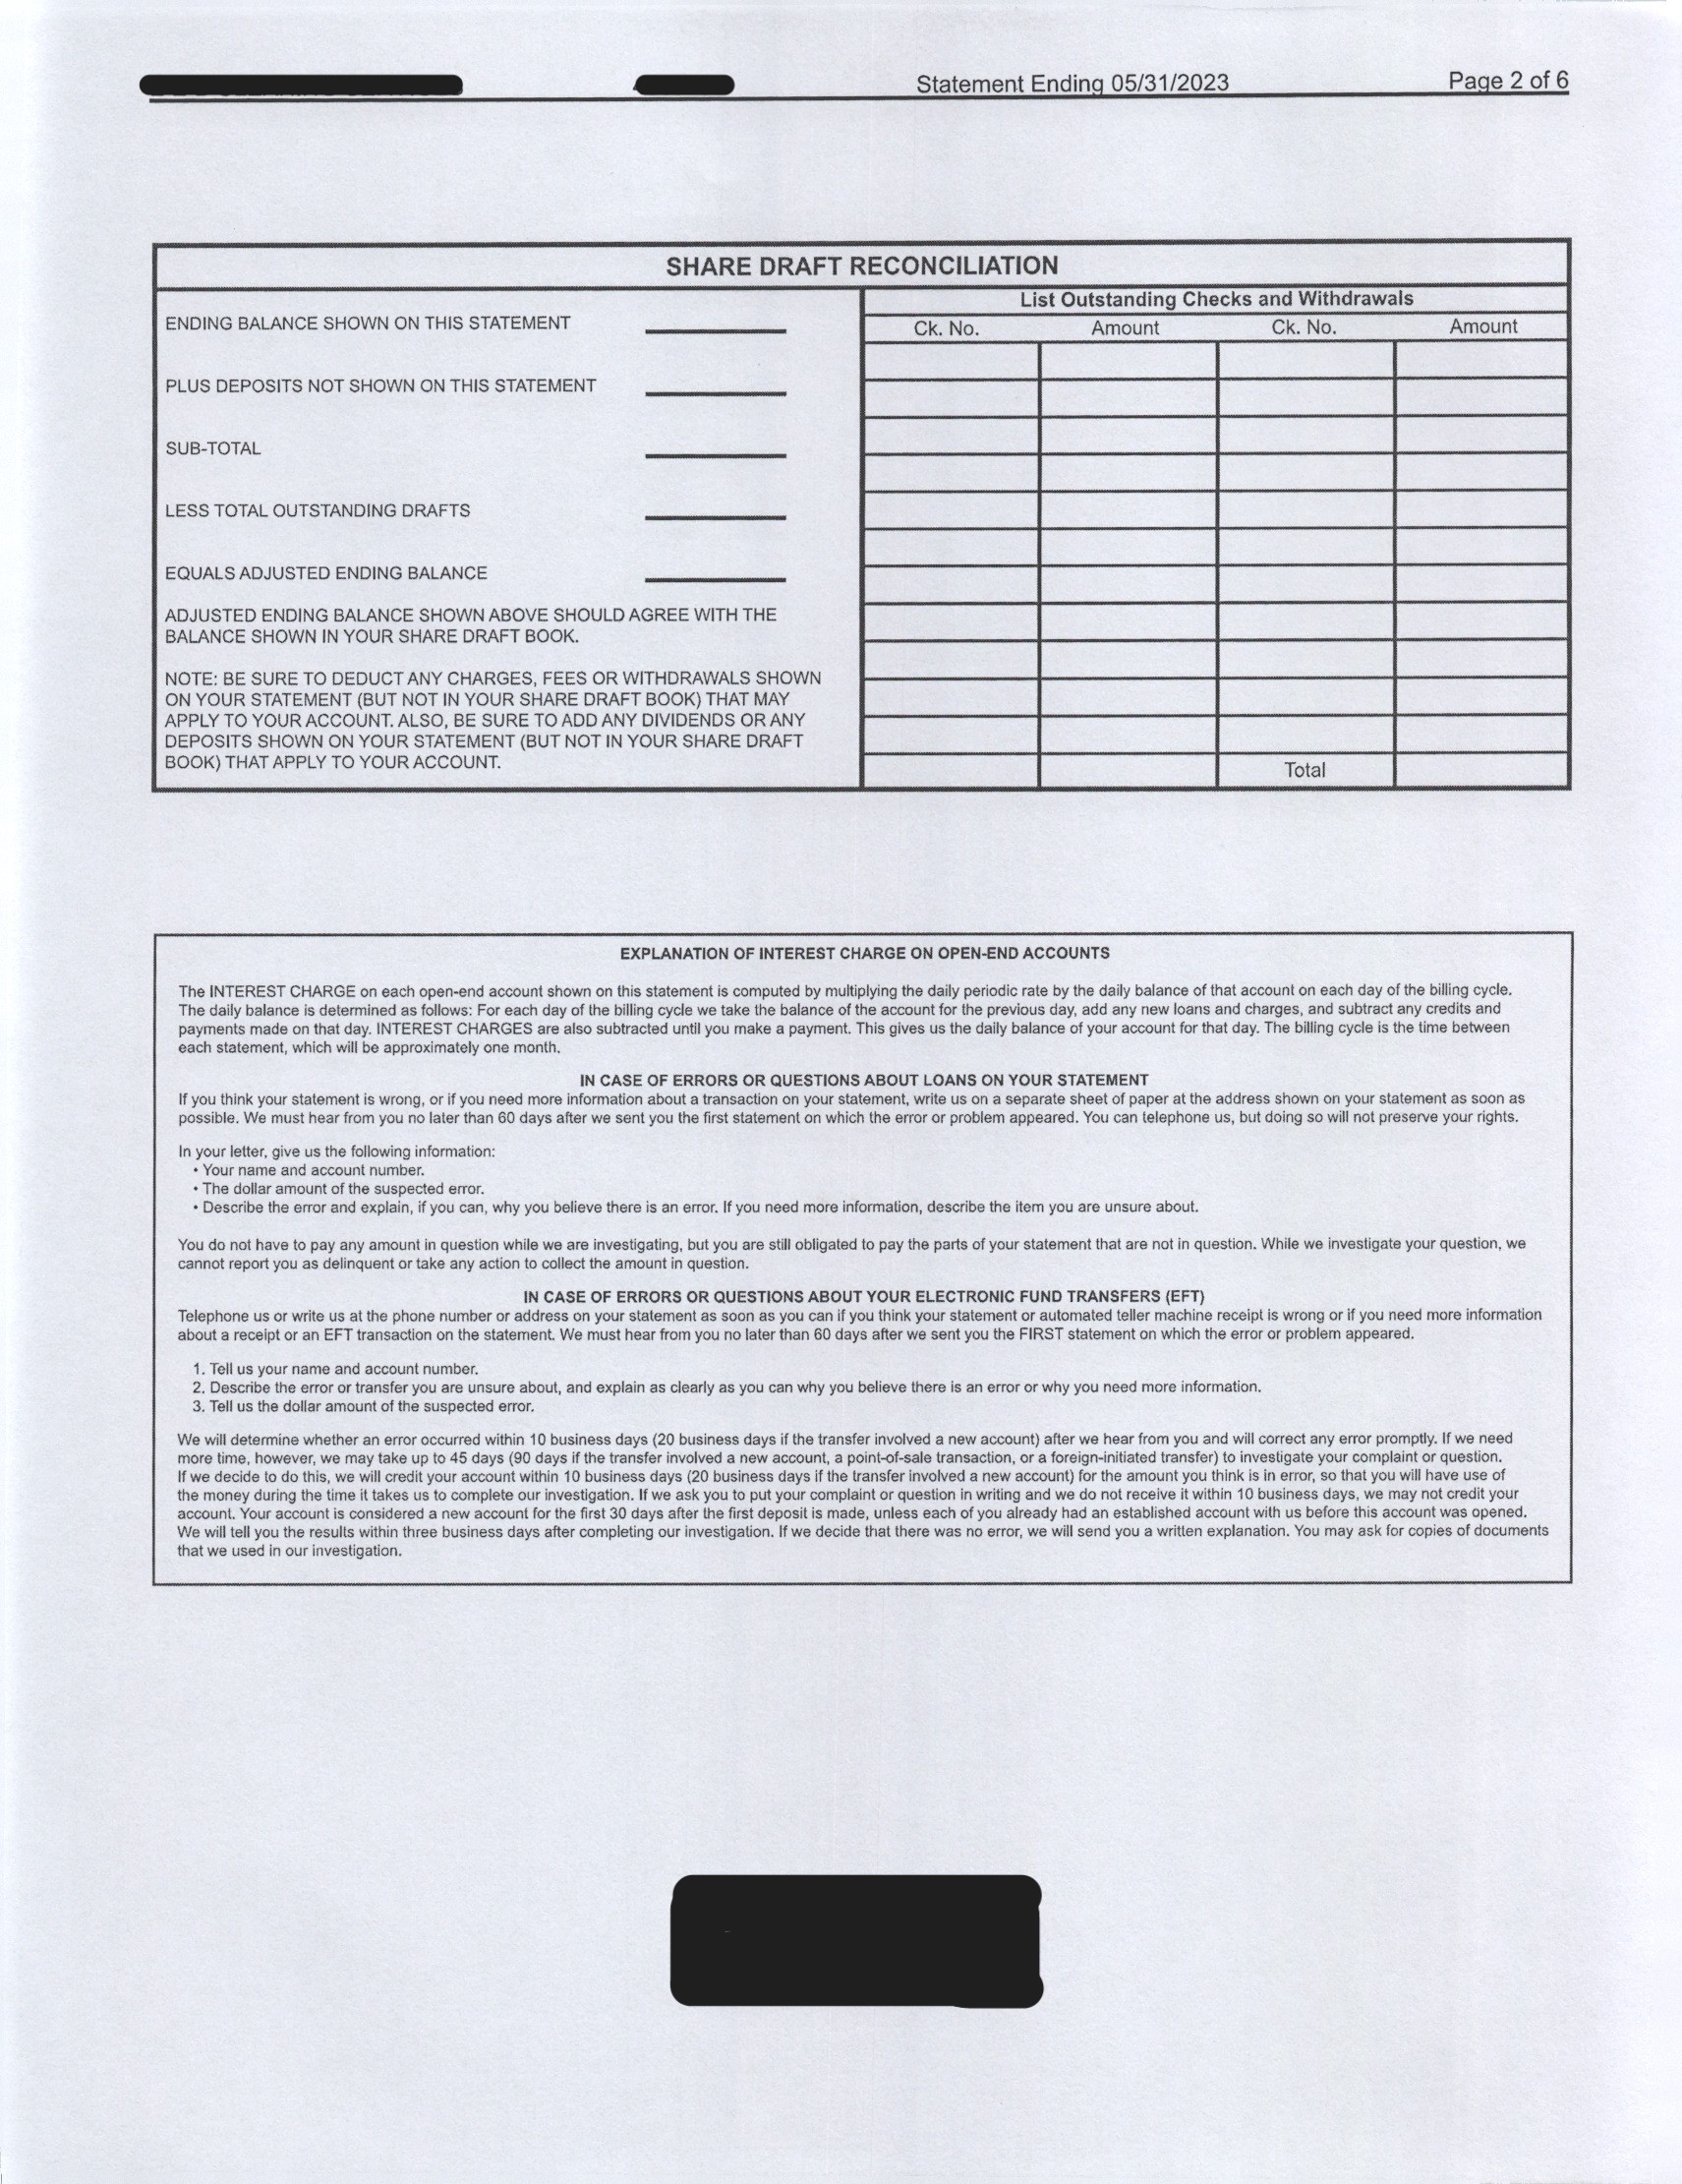 Statement Ending 05/31/2023
Page 2 of 6
SHARE DRAFT RECONCILIATION
ENDING BALANCE SHOWN ON THIS STATEMENT
PLUS DEPOSITS NOT SHOWN ON THIS STATEMENT
SUB-TOTAL
LESS TOTAL OUTSTANDING DRAFTS
EQUALS ADJUSTED ENDING BALANCE
ADJUSTED ENDING BALANCE SHOWN ABOVE SHOULD AGREE WITH THE
BALANCE SHOWN IN YOUR SHARE DRAFT BOOK.
NOTE: BE SURE TO DEDUCT ANY CHARGES, FEES OR WITHDRAWALS SHOWN
ON YOUR STATEMENT (BUT NOT IN YOUR SHARE DRAFT BOOK) THAT MAY
APPLY TO YOUR ACCOUNT. ALSO, BE SURE TO ADD ANY DIVIDENDS OR ANY
DEPOSITS SHOWN ON YOUR STATEMENT (BUT NOT IN YOUR SHARE DRAFT
BOOK) THAT APPLY TO YOUR ACCOUNT.
List Outstanding Checks and Withdrawals
Ck. No. Amount Ck. No. Amount
Total
EXPLANATION OF INTEREST CHARGE ON OPEN-END ACCOUNTS
The INTEREST CHARGE on each open-end account shown on this statement is computed by multiplying the daily periodic rate by the daily balance of that account on each day of the billing cycle.
The daily balance is determined as follows: For each day of the billing cycle we take the balance of the account for the previous day, add any new loans and charges, and subtract any credits and
payments made on that day. INTEREST CHARGES are also subtracted until you make a payment. This gives us the daily balance of your account for that day. The billing cycle is the time between
each statement, which will be approximately one month.
IN CASE OF ERRORS OR QUESTIONS ABOUT LOANS ON YOUR STATEMENT
If you think your statement is wrong, or if you need more information about a transaction on your statement, write us on a separate sheet of paper at the address shown on your statement as soon as
possible. We must hear from you no later than 60 days after we sent you the first statement on which the error or problem appeared. You can telephone us, but doing so will not preserve your rights.
In your letter, give us the following information:
• Your name and account number.
• The dollar amount of the suspected error.
• Describe the error and explain, if you can, why you believe there is an error. If you need more information, describe the item you are unsure about.
You do not have to pay any amount in question while we are investigating, but you are still obligated to pay the parts of your statement that are not in question. While we investigate your question, we
cannot report you as delinquent or take any action to collect the amount in question.
IN CASE OF ERRORS OR QUESTIONS ABOUT YOUR ELECTRONIC FUND TRANSFERS (EFT)
Telephone us or write us at the phone number or address on your statement as soon as you can if you think your statement or automated teller machine receipt is wrong or if you need more information
about a receipt or an EFT transaction on the statement. We must hear from you no later than 60 days after we sent you the FIRST statement on which the error or problem appeared.
1. Tell us your name and account number.
2. Describe the error or transfer you are unsure about, and explain as clearly as you can why you believe there is an error or why you need more information.
3. Tell us the dollar amount of the suspected error.
We will determine whether an error occurred within 10 business days (20 business days if the transfer involved a new account) after we hear from you and will correct any error promptly. If we need
more time, however, we may take up to 45 days (90 days if the transfer involved a new account, a point-of-sale transaction, or a foreign-initiated transfer) to investigate your complaint or question.
If we decide to do this, we will credit your account within 10 business days (20 business days if the transfer involved a new account) for the amount you think is in error, so that you will have use of
the money during the time it takes us to complete our investigation. If we ask you to put your complaint or question in writing and we do not receive it within 10 business days, we may not credit your
account. Your account is considered a new account for the first 30 days after the first deposit is made, unless each of you already had an established account with us before this account was opened.
We will tell you the results within three business days after completing our investigation. If we decide that there was no error, we will send you a written explanation. You may ask for copies of documents
that we used in our investigation.